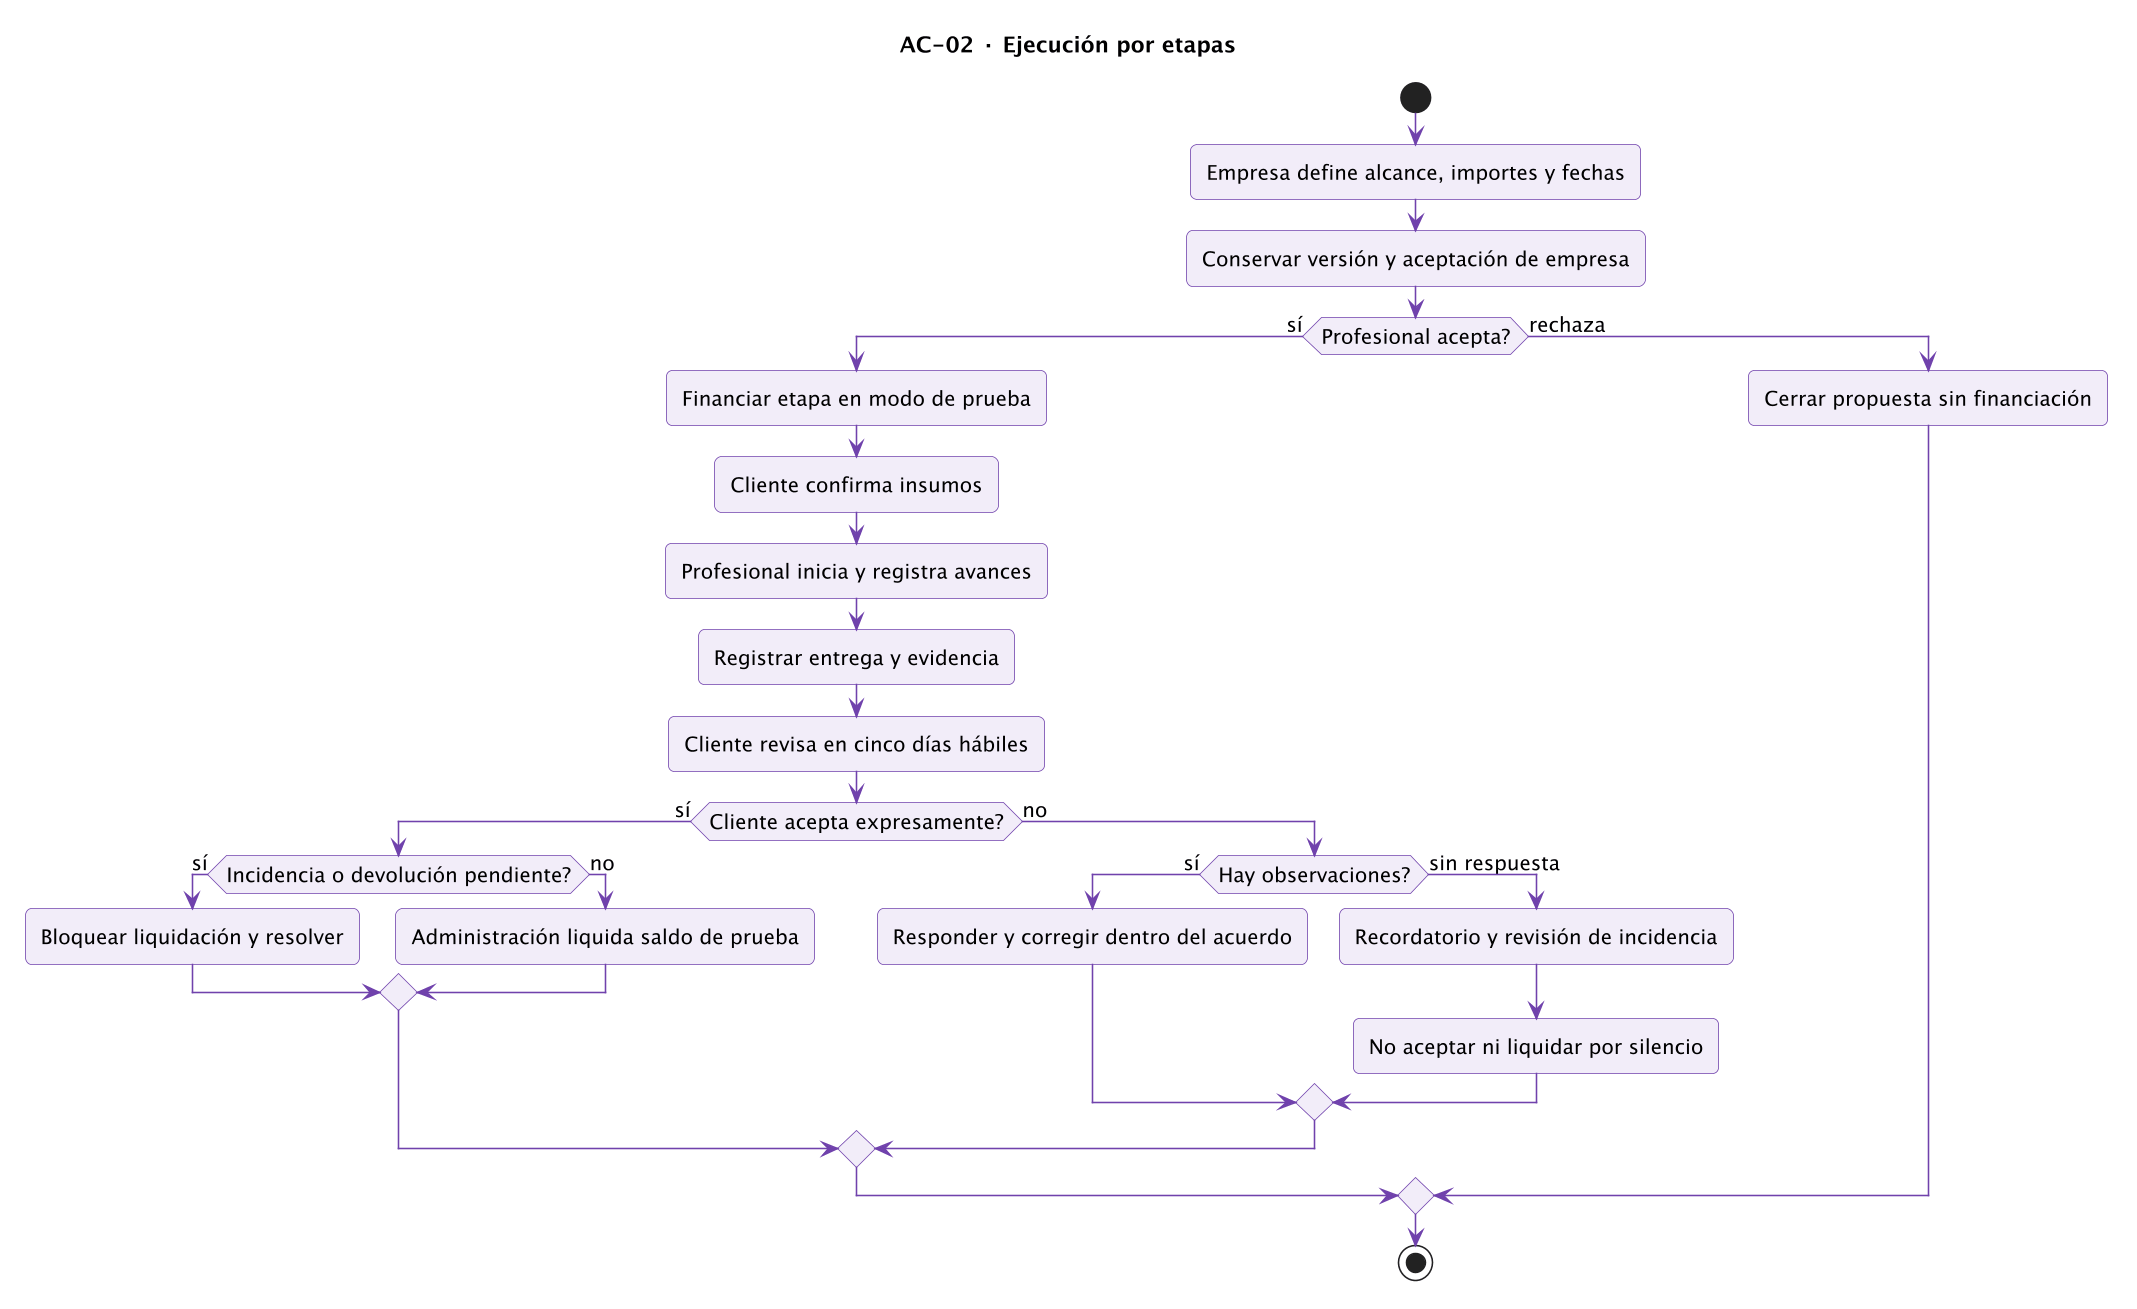 AC-02 · Ejecución por etapas
Empresa define alcance, importes y fechas
Conservar versión y aceptación de empresa
sí
Profesional acepta?
rechaza
Financiar etapa en modo de prueba
Cerrar propuesta sin financiación
Cliente confirma insumos
Profesional inicia y registra avances
Registrar entrega y evidencia
Cliente revisa en cinco días hábiles
sí
Cliente acepta expresamente?
no
sí
Incidencia o devolución pendiente?
no
sí
Hay observaciones?
sin respuesta
Bloquear liquidación y resolver
Administración liquida saldo de prueba
Responder y corregir dentro del acuerdo
Recordatorio y revisión de incidencia
No aceptar ni liquidar por silencio